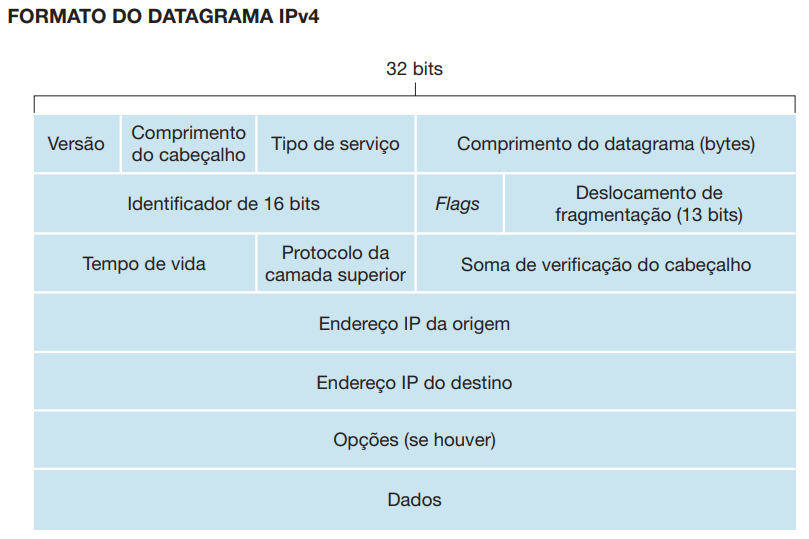 FORMATO DO DATAGRAMA IPv4
32 bits
Versão
Comprimento
do cabeçalho
Tipo de serviço
Comprimento do datagrama (bytes)
Identificador de 16 bits
Flags
Deslocamento de
fragmentação (13 bits)
Tempo de vida
Protocolo da
camada superior
Soma de verificação do cabeçalho
Endereço IP da origem
Endereço IP do destino
Opções (se houver)
Dados